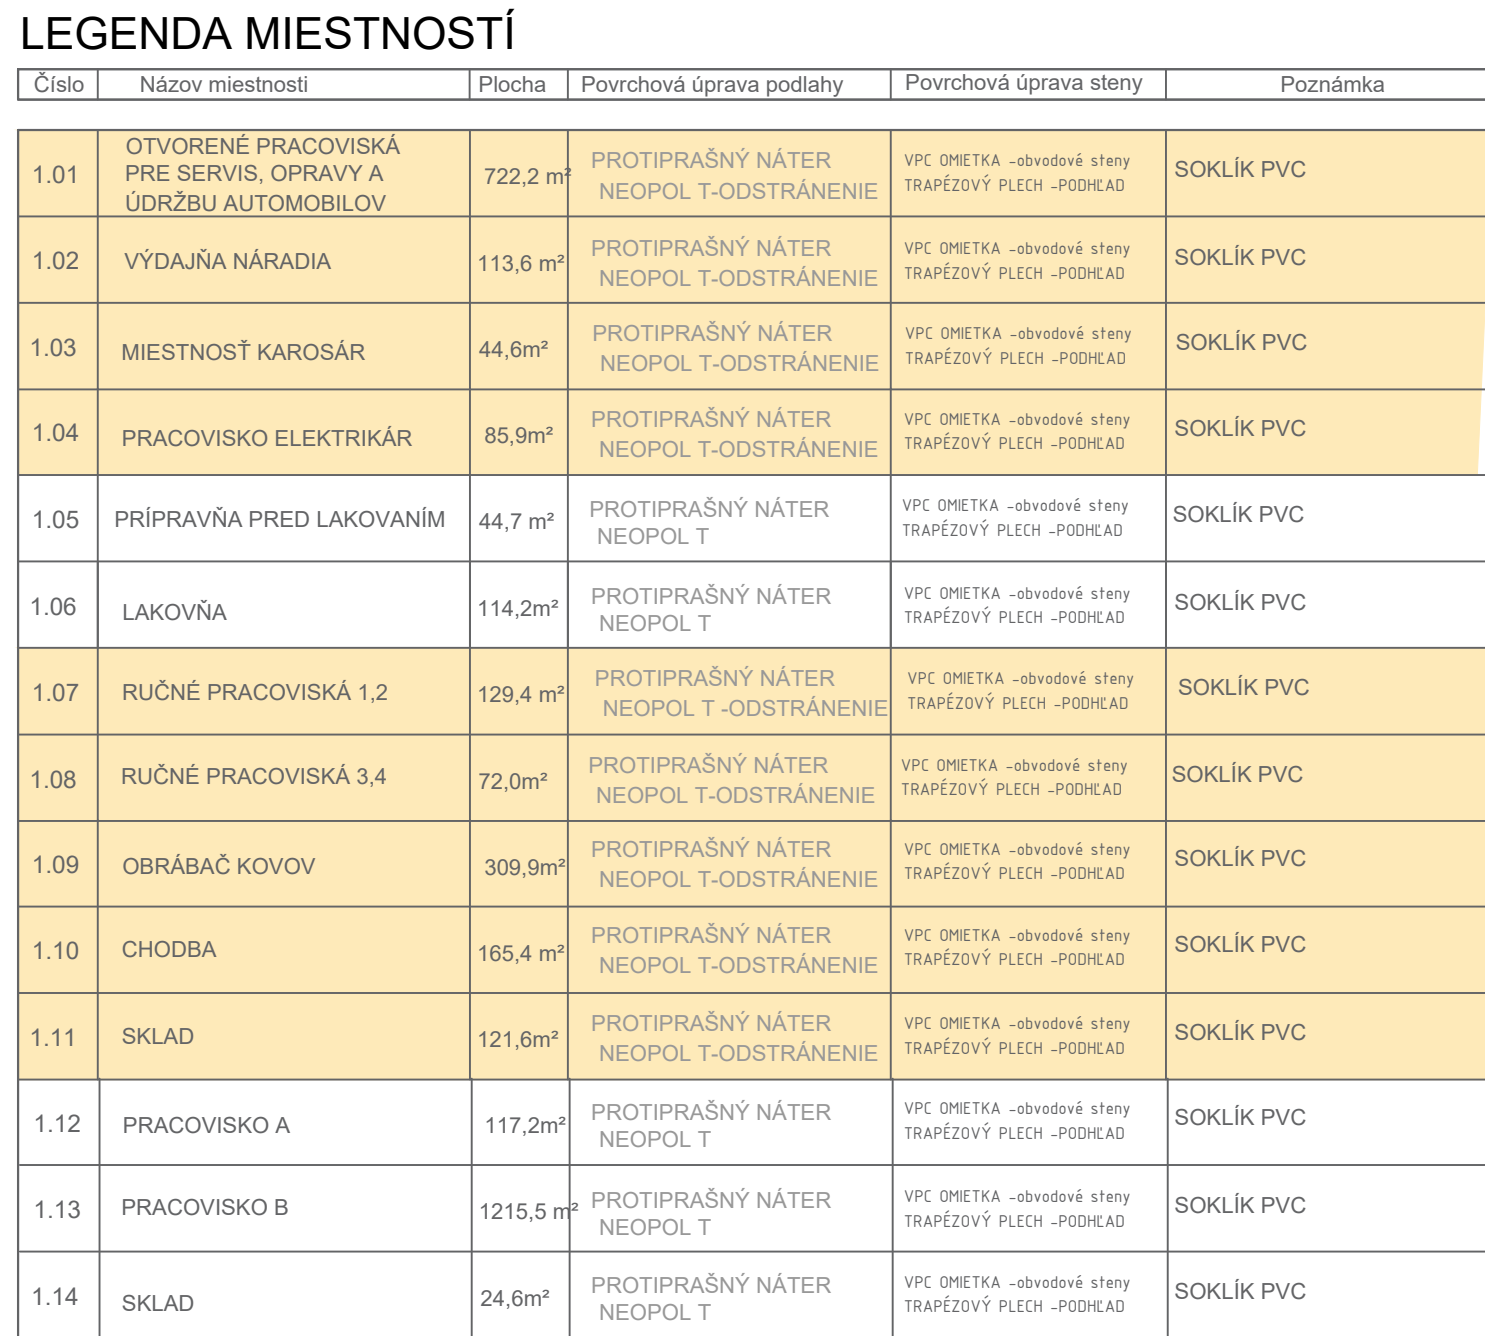 LEGENDA MIESTNOSTÍ
Číslo Názov miestnosti Plocha Povrchová úprava podlahy Povrchová úprava steny Poznámka
1.01
OTVORENÉ PRACOVISKÁ
PRE SERVIS, OPRAVY A
ÚDRŽBU AUTOMOBILOV
722,2 m²
PROTIPRAŠNÝ NÁTER
NEOPOL T-ODSTRÁNENIE
VPC OMIETKA -obvodové steny
TRAPÉZOVÝ PLECH -PODHĽAD
SOKLÍK PVC
1.02
VÝDAJŇA NÁRADIA
113,6 m²
PROTIPRAŠNÝ NÁTER
NEOPOL T-ODSTRÁNENIE
VPC OMIETKA -obvodové steny
TRAPÉZOVÝ PLECH -PODHĽAD
SOKLÍK PVC
1.03
MIESTNOSŤ KAROSÁR
44,6m²
PROTIPRAŠNÝ NÁTER
NEOPOL T-ODSTRÁNENIE
VPC OMIETKA -obvodové steny
TRAPÉZOVÝ PLECH -PODHĽAD
SOKLÍK PVC
1.04
PRACOVISKO ELEKTRIKÁR
85,9m²
PROTIPRAŠNÝ NÁTER
NEOPOL T-ODSTRÁNENIE
VPC OMIETKA -obvodové steny
TRAPÉZOVÝ PLECH -PODHĽAD
SOKLÍK PVC
1.05
PRÍPRAVŇA PRED LAKOVANÍM
44,7 m²
PROTIPRAŠNÝ NÁTER
NEOPOL T
VPC OMIETKA -obvodové steny
TRAPÉZOVÝ PLECH -PODHĽAD
SOKLÍK PVC
1.06
LAKOVŇA
114,2m²
PROTIPRAŠNÝ NÁTER
NEOPOL T
VPC OMIETKA -obvodové steny
TRAPÉZOVÝ PLECH -PODHĽAD
SOKLÍK PVC
1.07
RUČNÉ PRACOVISKÁ 1,2
129,4 m²
PROTIPRAŠNÝ NÁTER
NEOPOL T -ODSTRÁNENIE
VPC OMIETKA -obvodové steny
TRAPÉZOVÝ PLECH -PODHĽAD
SOKLÍK PVC
1.08
RUČNÉ PRACOVISKÁ 3,4
72,0m²
PROTIPRAŠNÝ NÁTER
NEOPOL T-ODSTRÁNENIE
VPC OMIETKA -obvodové steny
TRAPÉZOVÝ PLECH -PODHĽAD
SOKLÍK PVC
1.09
OBRÁBAČ KOVOV
309,9m²
PROTIPRAŠNÝ NÁTER
NEOPOL T-ODSTRÁNENIE
VPC OMIETKA -obvodové steny
TRAPÉZOVÝ PLECH -PODHĽAD
SOKLÍK PVC
1.10
CHODBA
165,4 m²
PROTIPRAŠNÝ NÁTER
NEOPOL T-ODSTRÁNENIE
VPC OMIETKA -obvodové steny
TRAPÉZOVÝ PLECH -PODHĽAD
SOKLÍK PVC
1.11
SKLAD
121,6m²
PROTIPRAŠNÝ NÁTER
NEOPOL T-ODSTRÁNENIE
VPC OMIETKA -obvodové steny
TRAPÉZOVÝ PLECH -PODHĽAD
SOKLÍK PVC
1.12
PRACOVISKO A
117,2m²
PROTIPRAŠNÝ NÁTER
NEOPOL T
VPC OMIETKA -obvodové steny
TRAPÉZOVÝ PLECH -PODHĽAD
SOKLÍK PVC
1.13
PRACOVISKO B
1215,5 m²
PROTIPRAŠNÝ NÁTER
NEOPOL T
VPC OMIETKA -obvodové steny
TRAPÉZOVÝ PLECH -PODHĽAD
SOKLÍK PVC
1.14
SKLAD
24,6m²
PROTIPRAŠNÝ NÁTER
NEOPOL T
VPC OMIETKA -obvodové steny
TRAPÉZOVÝ PLECH -PODHĽAD
SOKLÍK PVC